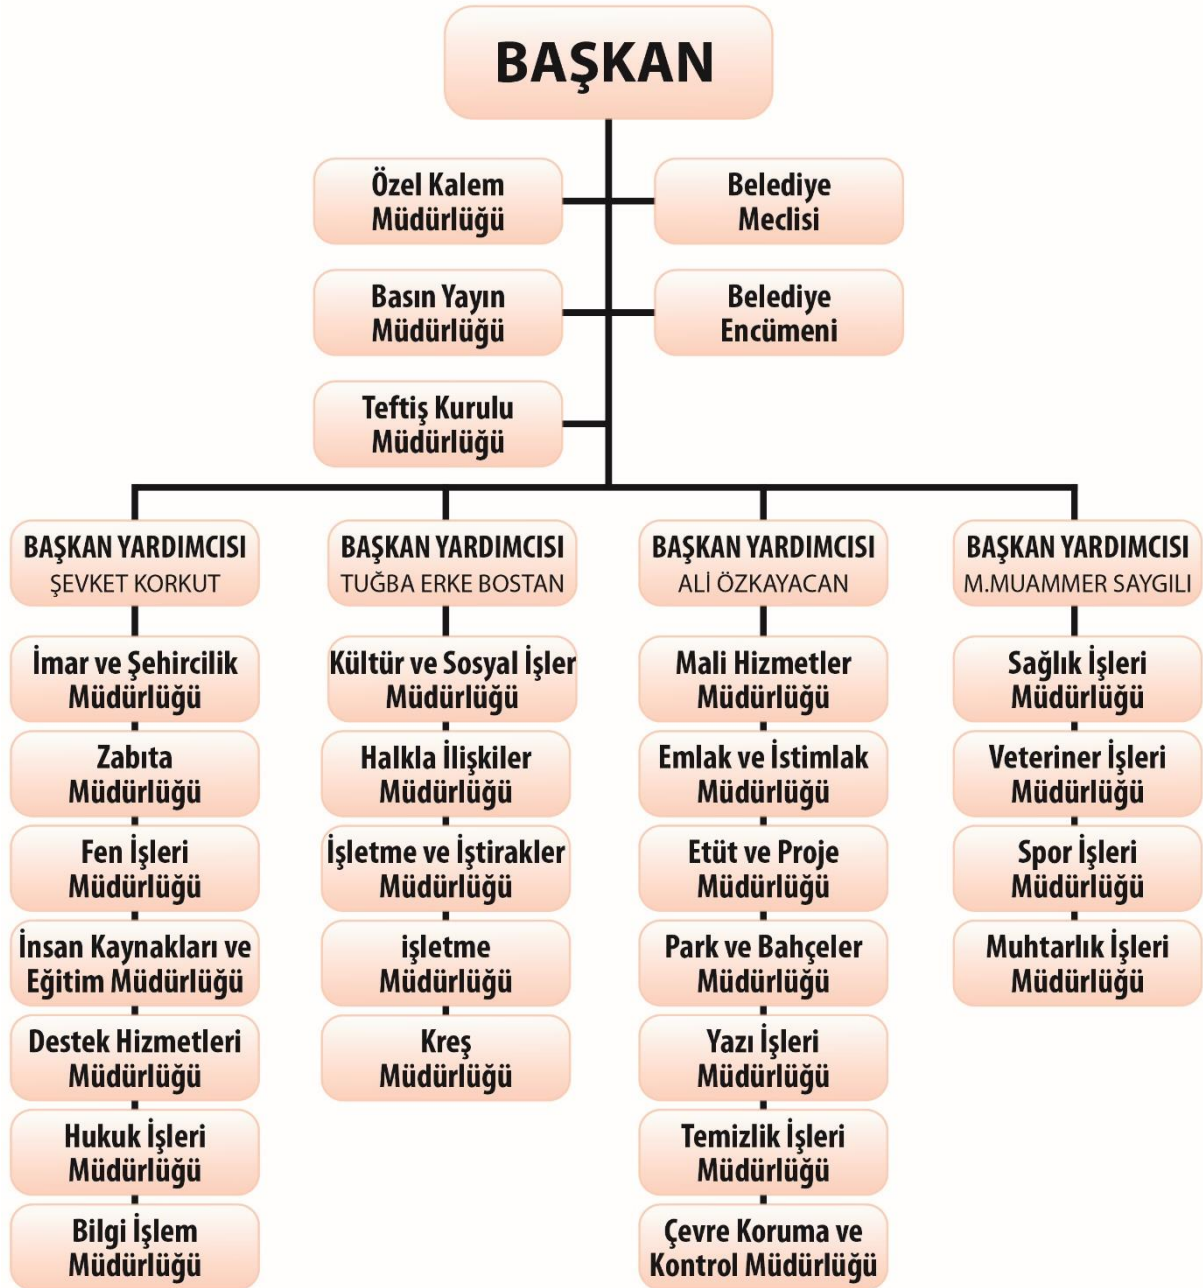 BAŞKAN
Özel Kalem
Müdürlüğü
Belediye
Meclisi
Basın Yayın
Müdürlüğü
Belediye
Encümeni
Teftiş Kurulu
Müdürlüğü
BAŞKAN YARDIMCISI
ŞEVKET KORKUT
İmar ve Şehircilik
Müdürlüğü
Zabıta
Müdürlüğü
Fen İşleri
Müdürlüğü
İnsan Kaynakları ve
Eğitim Müdürlüğü
Destek Hizmetleri
Müdürlüğü
Hukuk İşleri
Müdürlüğü
Bilgi İşlem
Müdürlüğü
BAŞKAN YARDIMCISI
TUĞBA ERKE BOSTAN
Kültür ve Sosyal İşler
Müdürlüğü
Halkla İlişkiler
Müdürlüğü
İşletme ve İştirakler
Müdürlüğü
işletme
Müdürlüğü
Kreş
Müdürlüğü
BAŞKAN YARDIMCISI
ALİ ÖZKAYACAN
Mali Hizmetler
Müdürlüğü
Emlak ve İstimlak
Müdürlüğü
Etüt ve Proje
Müdürlüğü
Park ve Bahçeler
Müdürlüğü
Yazı İşleri
Müdürlüğü
Temizlik İşleri
Müdürlüğü
Çevre Koruma ve
Kontrol Müdürlüğü
BAŞKAN YARDIMCISI
M.MUAMMER SAYGILI
Sağlık İşleri
Müdürlüğü
Veteriner İşleri
Müdürlüğü
Spor İşleri
Müdürlüğü
Muhtarlık İşleri
Müdürlüğü